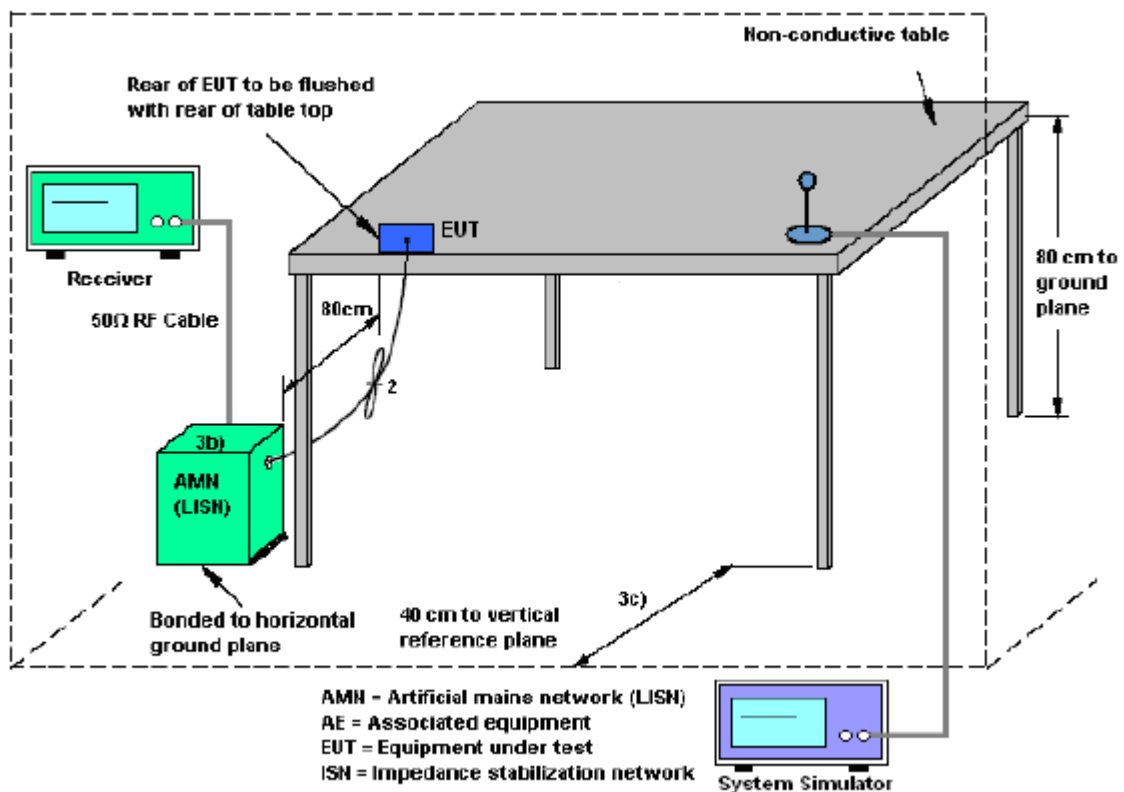 Non-conductive table
Rear of EUT to be flushed
with rear of table top
EUT
Receiver
80 cm to
ground
plane
80cm
50Ω RF Cable
2
3b)
AMN
(LISN)
3c)
Bonded to horizontal
ground plane
40 cm to vertical
reference plane
AMN = Artificial mains network (LISN)
AE = Associated equipment
EUT = Equipment under test
ISN = Impedance stabilization network
System Simulator